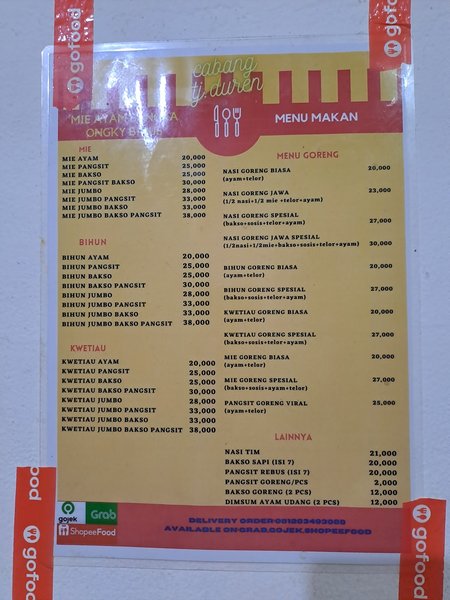 gofood
gofood
cabang
tj. duren
MIE AYAM
ONGKY
MENU MAKAN
MIE
MIE AYAM 20,000
MIE PANGSIT 25,000
MIE BAKSO 25,000
MIE PANGSIT BAKSO 30,000
MIE JUMBO 28,000
MIE JUMBO PANGSIT 33,000
MIE JUMBO BAKSO 33,000
MIE JUMBO BAKSO PANGSIT 38,000
BIHUN
BIHUN AYAM 20,000
BIHUN PANGSIT 25,000
BIHUN BAKSO 25,000
BIHUN BAKSO PANGSIT 30,000
BIHUN JUMBO 28,000
BIHUN JUMBO PANGSIT 33,000
BIHUN JUMBO BAKSO 33,000
BIHUN JUMBO BAKSO PANGSIT 38,000
KWETIAU
KWETIAU AYAM 20,000
KWETIAU PANGSIT 25,000
KWETIAU BAKSO 25,000
KWETIAU BAKSO PANGSIT 30,000
KWETIAU JUMBO 28,000
KWETIAU JUMBO PANGSIT 33,000
KWETIAU JUMBO BAKSO 33,000
KWETIAU JUMBO BAKSO PANGSIT 38,000
MENU GORENG
NASI GORENG BIASA 20,000
(ayam+telor)
NASI GORENG JAWA 23,000
(1/2 nasi+1/2 mie +telor+ayam)
NASI GORENG SPESIAL 27,000
(bakso+sosis+telor+ayam)
NASI GORENG JAWA SPESIAL
(1/2nasi+1/2mie+bakso+sosis+telor+ayam) 30,000
BIHUN GORENG BIASA 20,000
(ayam+telor)
BIHUN GORENG SPESIAL 27,000
(bakso+sosis+telor+ayam)
KWETIAU GORENG BIASA 20,000
(ayam+telor)
KWETIAU GORENG SPESIAL 27,000
(bakso+sosis+telor+ayam)
MIE GORENG BIASA 20,000
(ayam+telor)
MIE GORENG SPESIAL 27,000
(bakso+sosis+ayam+telor)
PANGSIT GORENG VIRAL 25,000
(ayam+telor)
LAINNYA
NASI TIM 21,000
BAKSO SAPI (ISI 7) 20,000
PANGSIT REBUS (ISI 7) 20,000
PANGSIT GORENG/PCS 2,000
BAKSO GORENG (2 PCS) 12,000
DIMSUM AYAM UDANG (2 PCS) 12,000
gojek Grab
ShopeeFood
DELIVERY ORDER:081283493088
AVAILABLE ON GRAB,GOJEK,SHOPEEFOOD
food
gofood
gofood